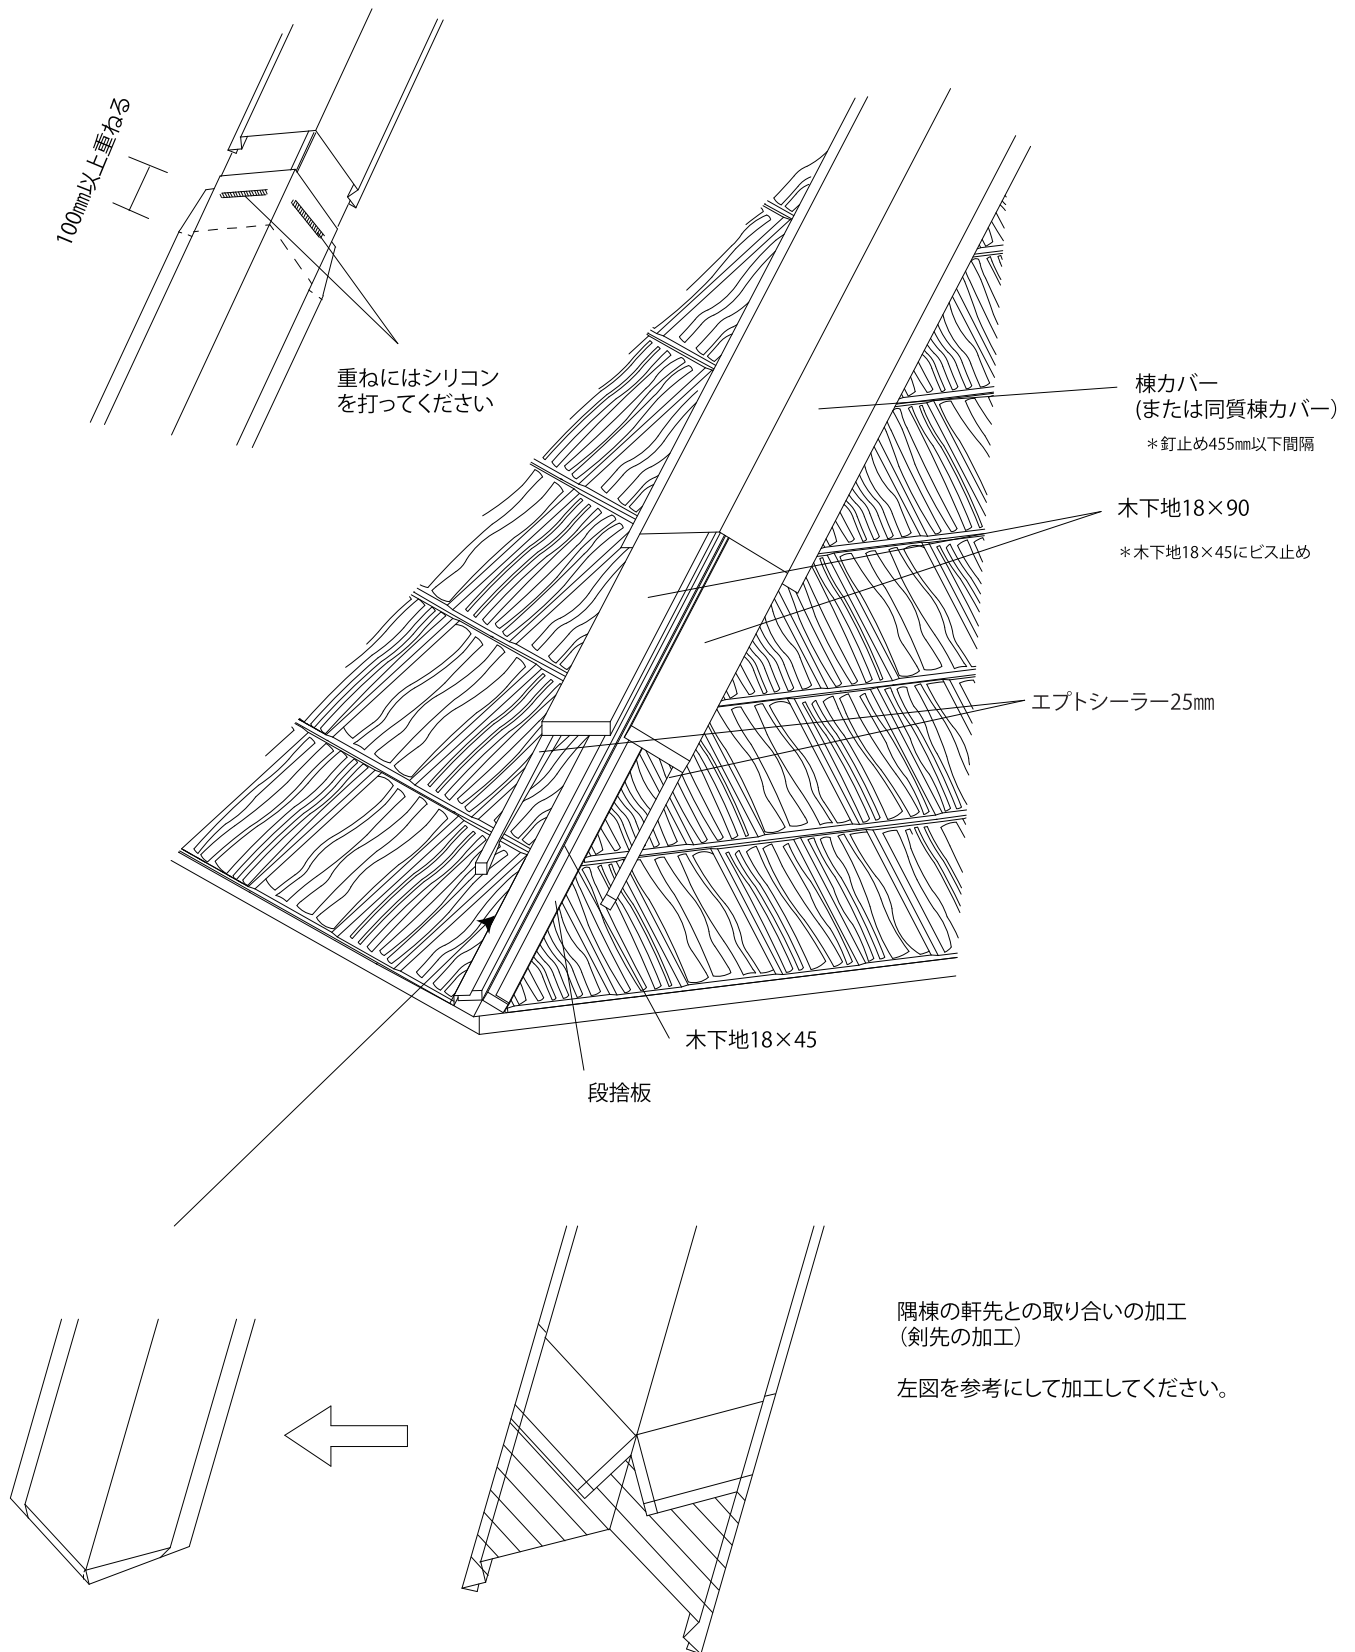 100㎜以上重ねる
重ねにはシリコン
を打ってください
棟カバー
(または同質棟カバー)
＊釘止め455㎜以下間隔
木下地18×90
＊木下地18×45にビス止め
エプトシーラー25㎜
木下地18×45
段捨板
隅棟の軒先との取り合いの加工
（剣先の加工）
左図を参考にして加工してください。